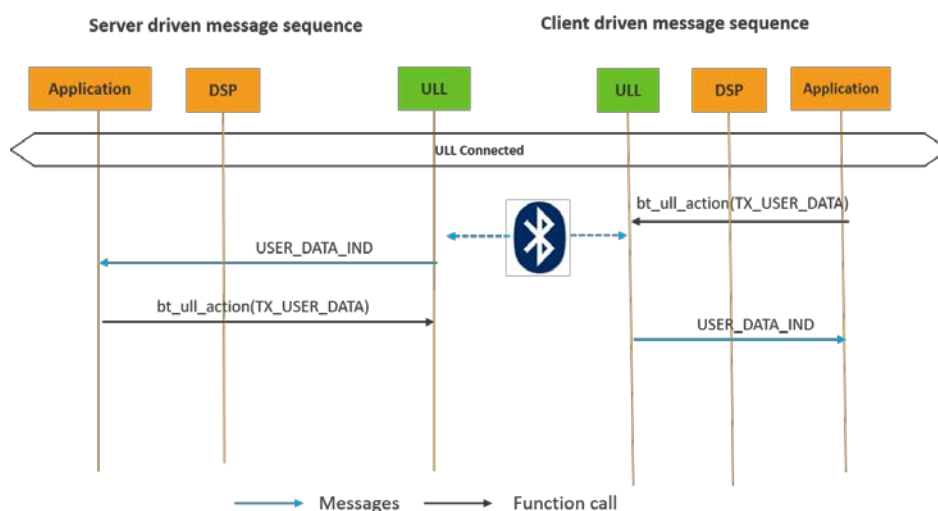 Server driven message sequence
Client driven message sequence
Application
DSP
ULL
ULL
DSP
Application
ULL Connected
bt_ull_action(TX_USER_DATA)
USER_DATA_IND
bt_ull_action(TX_USER_DATA)
USER_DATA_IND
Messages
Function call